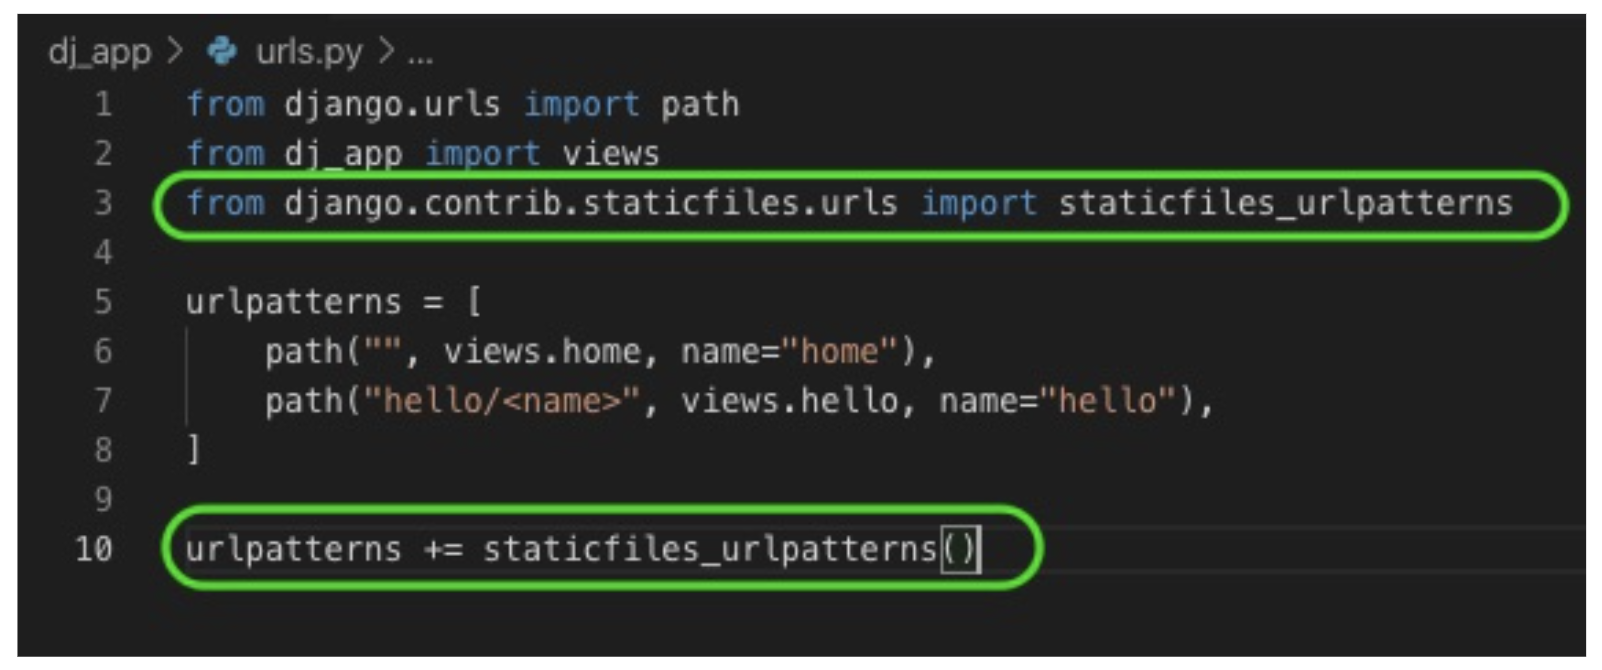 dj_app > urls.py > ...
1 from django.urls import path
2 from dj_app import views
3 from django.contrib.staticfiles.urls import staticfiles_urlpatterns
4
5 urlpatterns = [
6     path("", views.home, name="home"),
7     path("hello/<name>", views.hello, name="hello"),
8 ]
9
10 urlpatterns += staticfiles_urlpatterns()